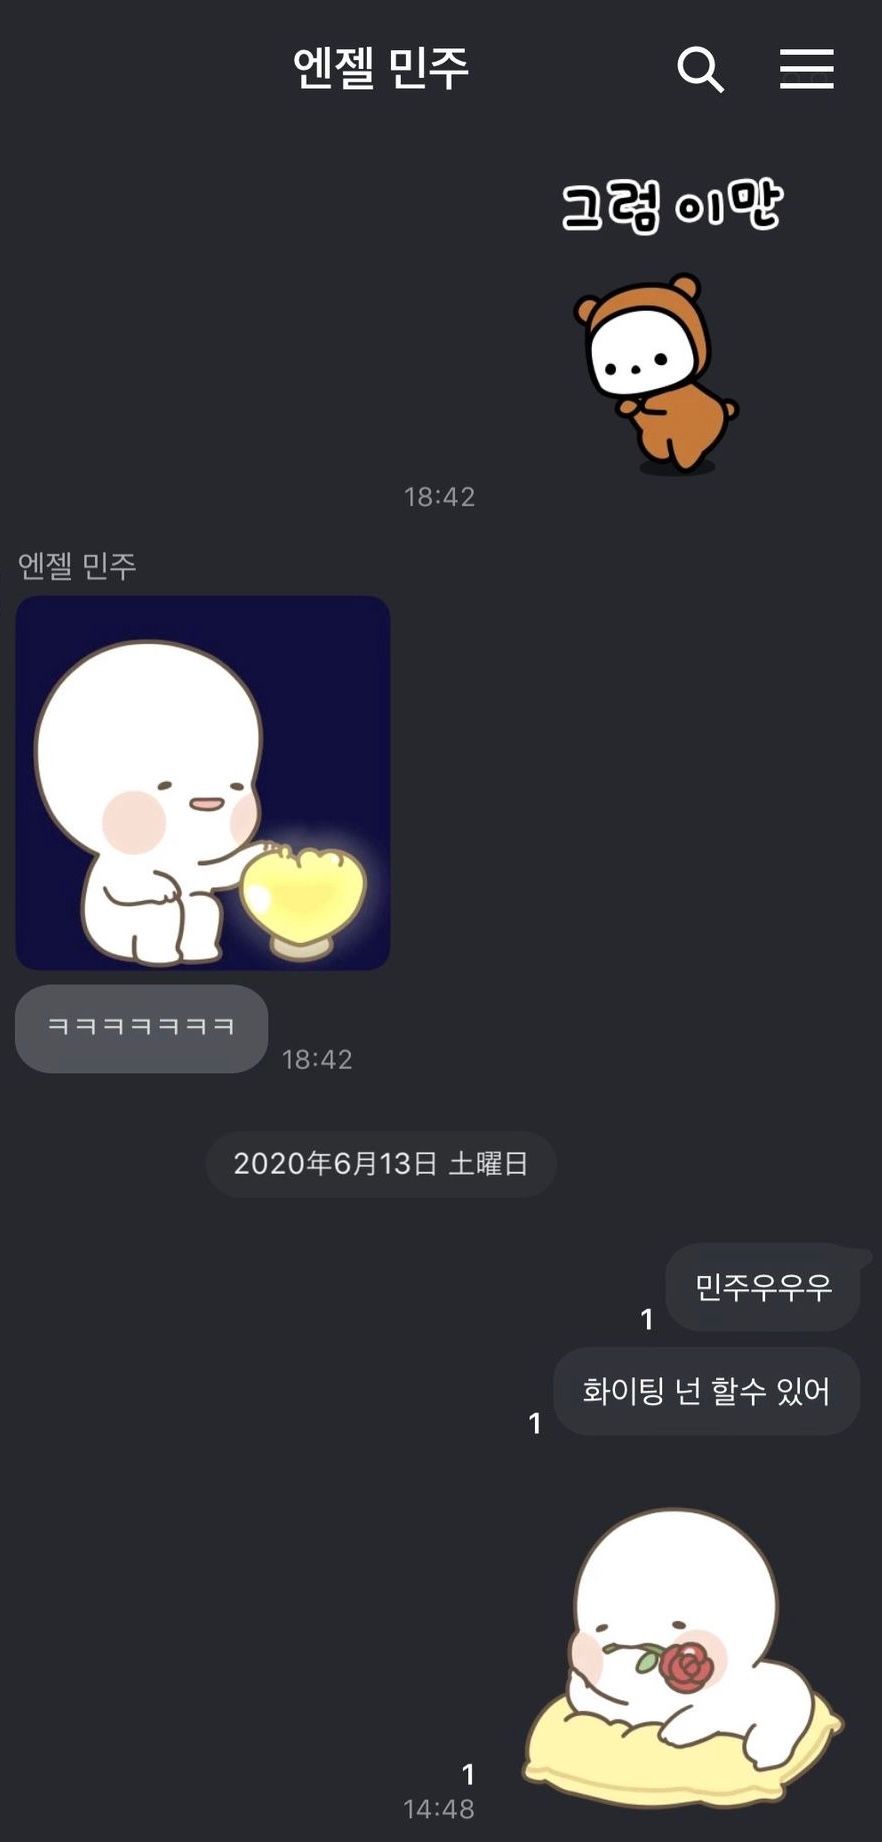 엔젤 민주
그럼 이만
18:42
엔젤 민주
ㅋㅋㅋㅋㅋㅋㅋ
18:42
2020年6月13日 土曜日
민주우우우
1
화이팅 넌 할수 있어
1
1
14:48